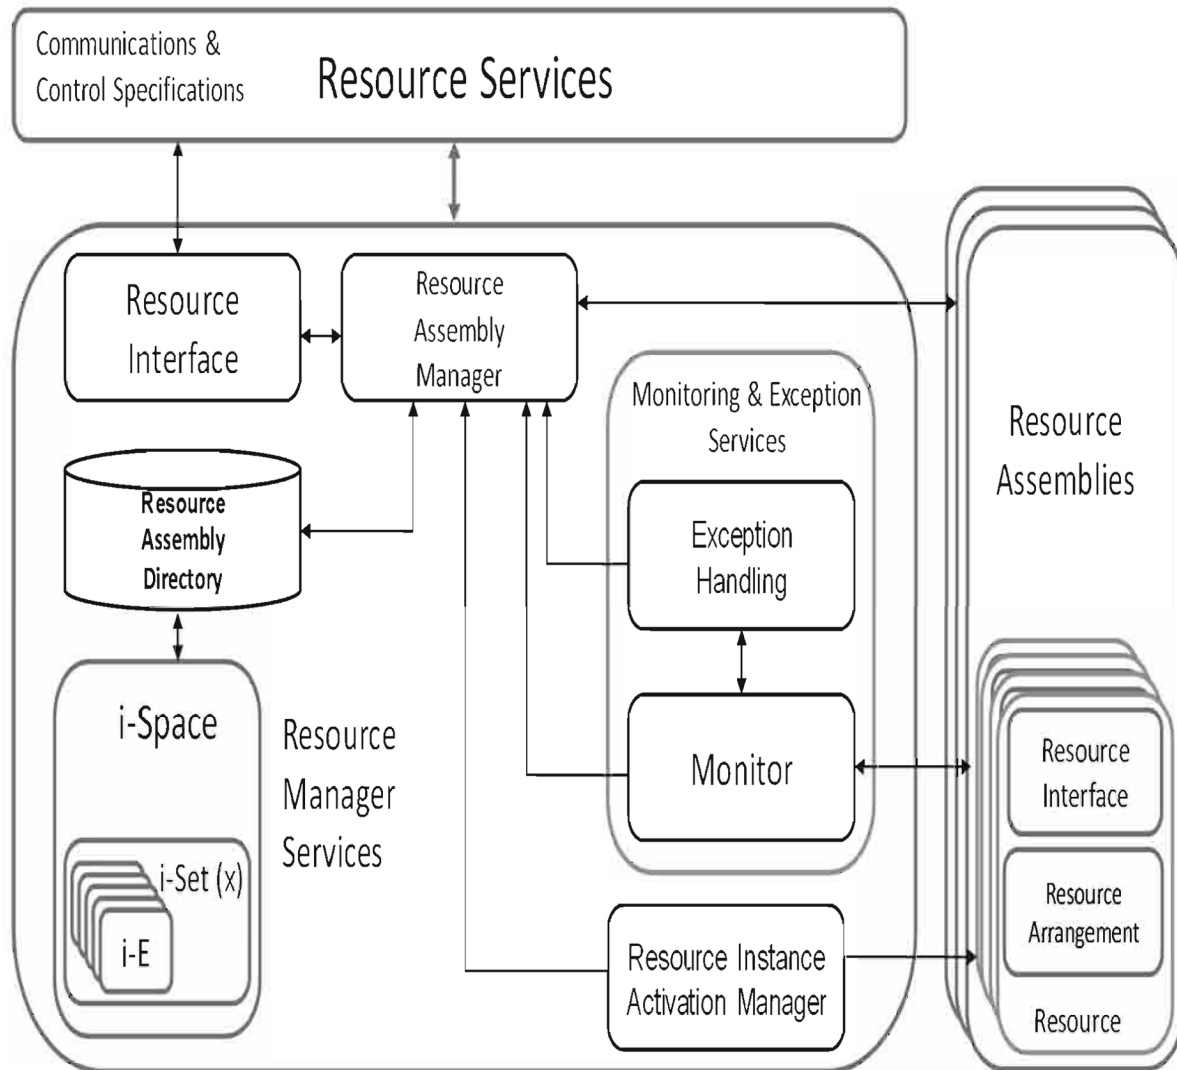 Communications &
Control Specifications
Resource Services
Resource
Interface
Resource
Assembly
Manager
Monitoring & Exception
Services
Resource
Assemblies
Resource
Assembly
Directory
Exception
Handling
i-Space
Resource
Manager
Services
Monitor
Resource
Interface
i-Set (x)
i-E
Resource
Arrangement
Resource Instance
Activation Manager
Resource